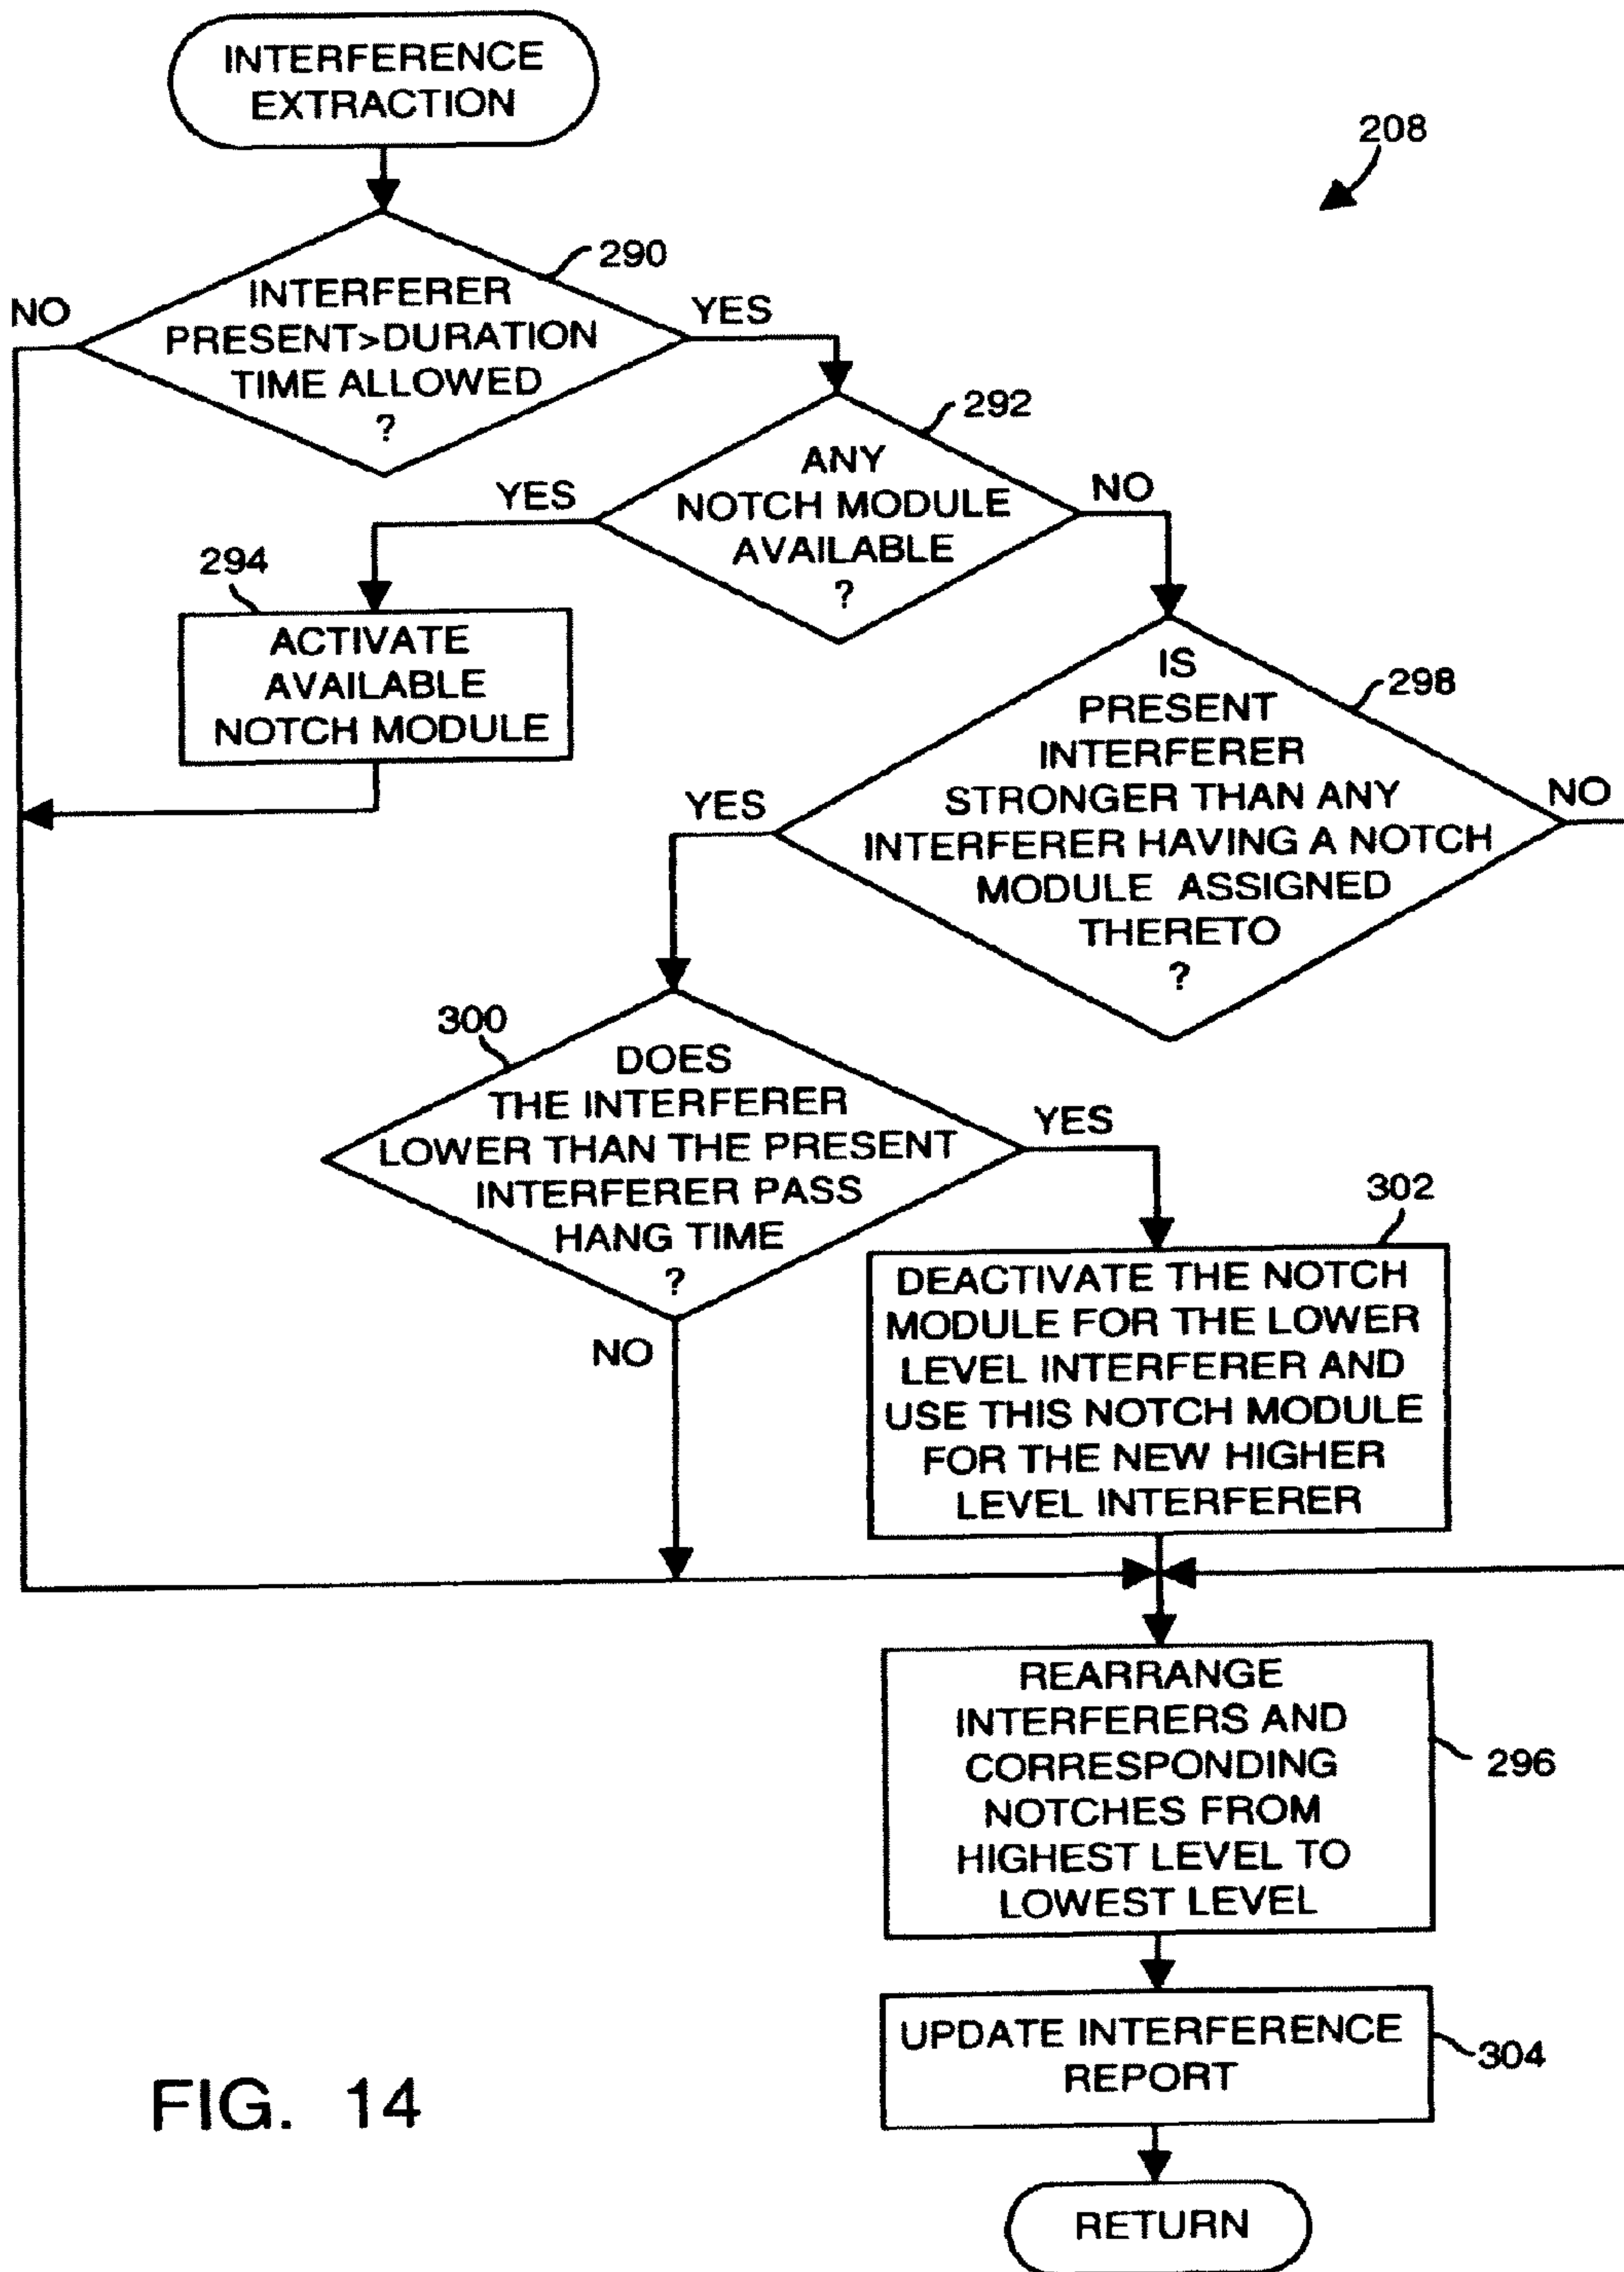 INTERFERENCE
EXTRACTION
208
290
INTERFERER
PRESENT>DURATION
TIME ALLOWED
?
NO
YES
292
ANY
NOTCH MODULE
AVAILABLE
?
YES
NO
294
ACTIVATE
AVAILABLE
NOTCH MODULE
298
IS
PRESENT
INTERFERER
STRONGER THAN ANY
INTERFERER HAVING A NOTCH
MODULE ASSIGNED
THERETO
?
YES
NO
300
DOES
THE INTERFERER
LOWER THAN THE PRESENT
INTERFERER PASS
HANG TIME
?
YES
NO
302
DEACTIVATE THE NOTCH
MODULE FOR THE LOWER
LEVEL INTERFERER AND
USE THIS NOTCH MODULE
FOR THE NEW HIGHER
LEVEL INTERFERER
REARRANGE
INTERFERERS AND
CORRESPONDING
NOTCHES FROM
HIGHEST LEVEL TO
LOWEST LEVEL
296
UPDATE INTERFERENCE
REPORT
304
RETURN
FIG. 14